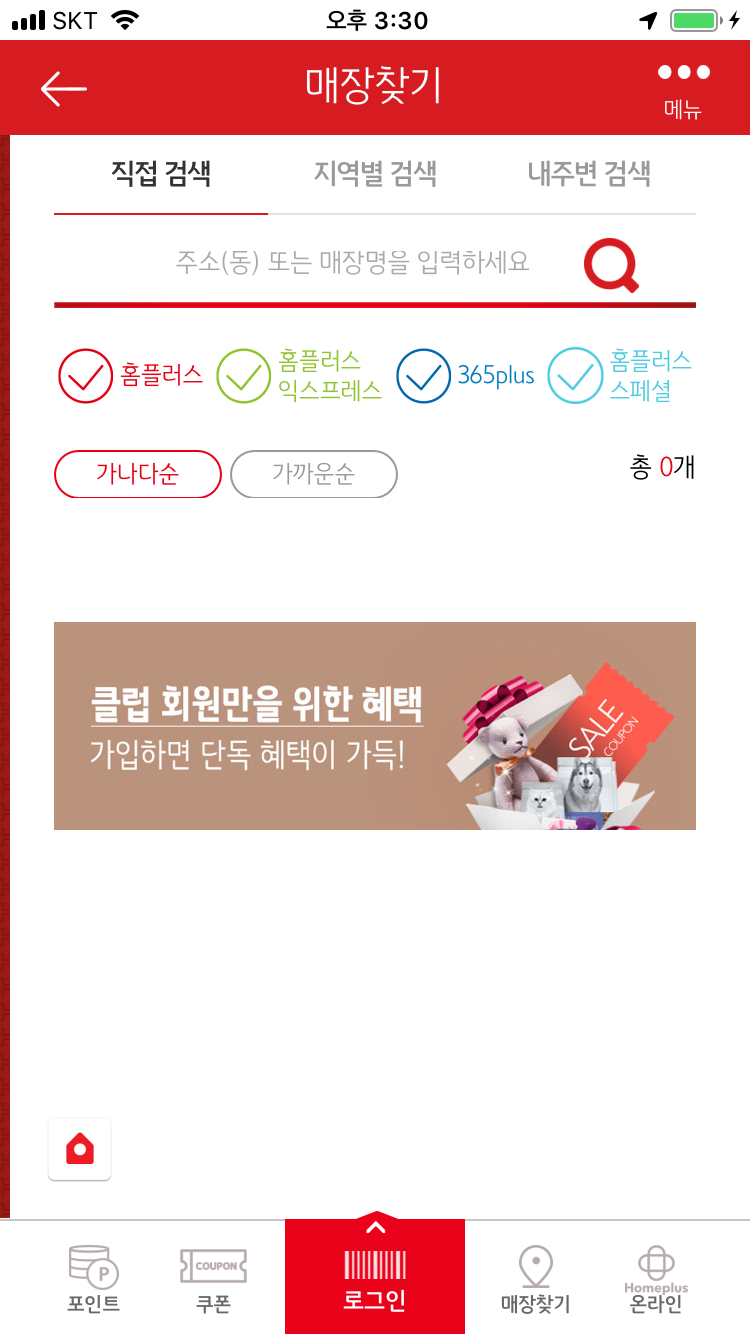 SKT 오후 3:30
매장찾기
메뉴
직접 검색 지역별 검색 내주변 검색
주소(동) 또는 매장명을 입력하세요
홈플러스 홈플러스 익스프레스 365plus 홈플러스 스페셜
가나다순 가까운순 총 0개
클럽 회원만을 위한 혜택
가입하면 단독 혜택이 가득!
SALE
COUPON
P COUPON
Homeplus
포인트 쿠폰 로그인 매장찾기 온라인